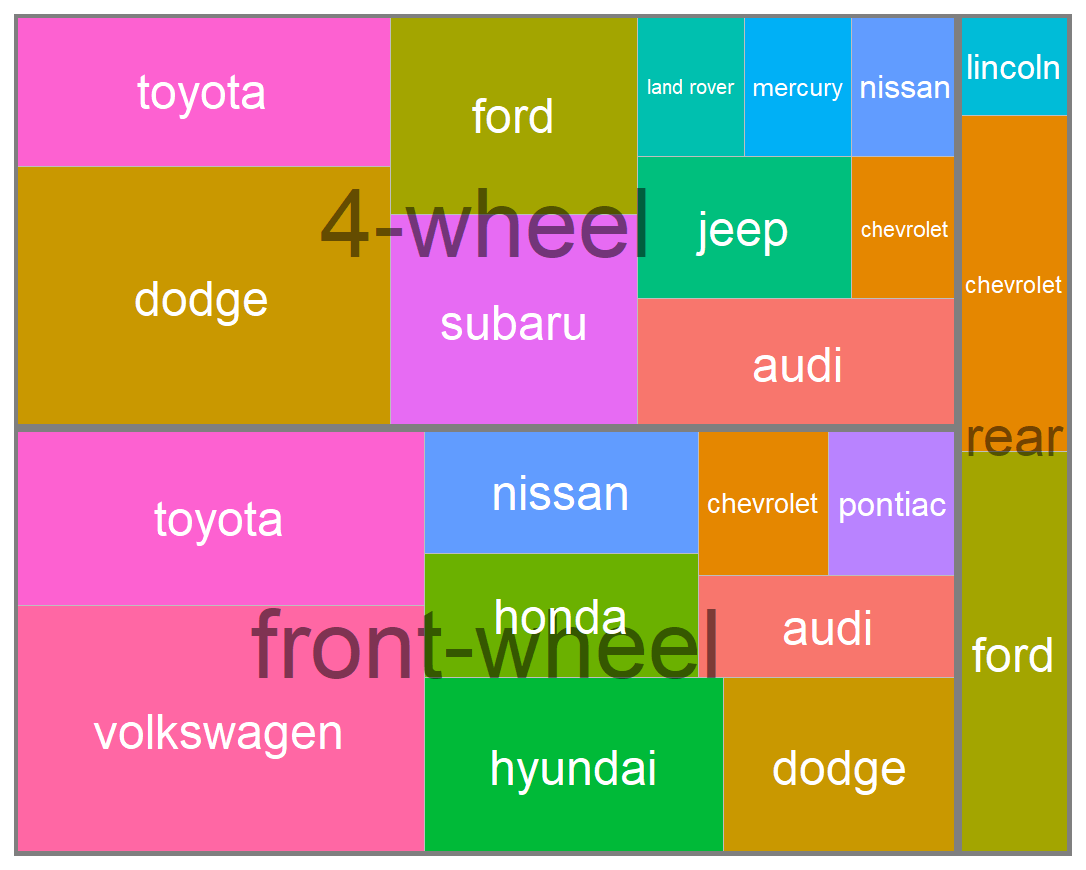 toyota
ford
land rover
mercury
nissan
lincoln
4-wheel
jeep
chevrolet
dodge
subaru
audi
chevrolet
rear
toyota
nissan
chevrolet
pontiac
honda
audi
front-wheel
ford
volkswagen
hyundai
dodge